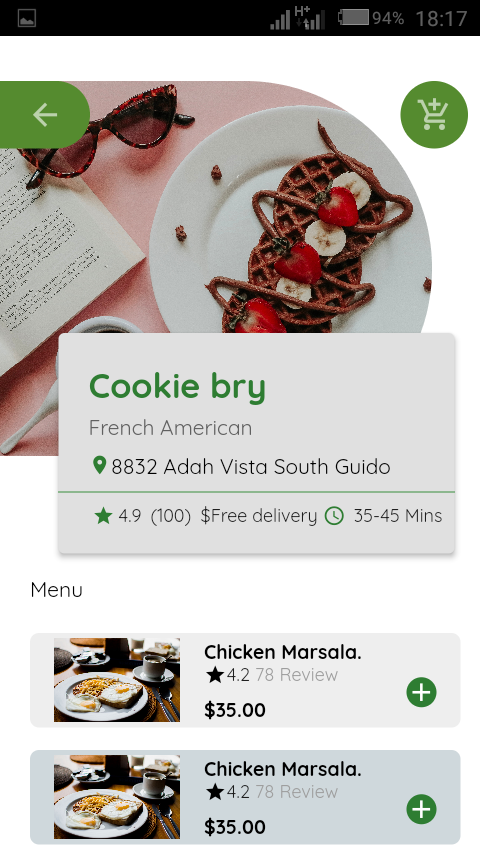 H+ 94% 18:17
Cookie bry
French American
8832 Adah Vista South Guido
4.9 (100) $Free delivery 35-45 Mins
Menu
Chicken Marsala.
4.2 78 Review
$35.00
Chicken Marsala.
4.2 78 Review
$35.00